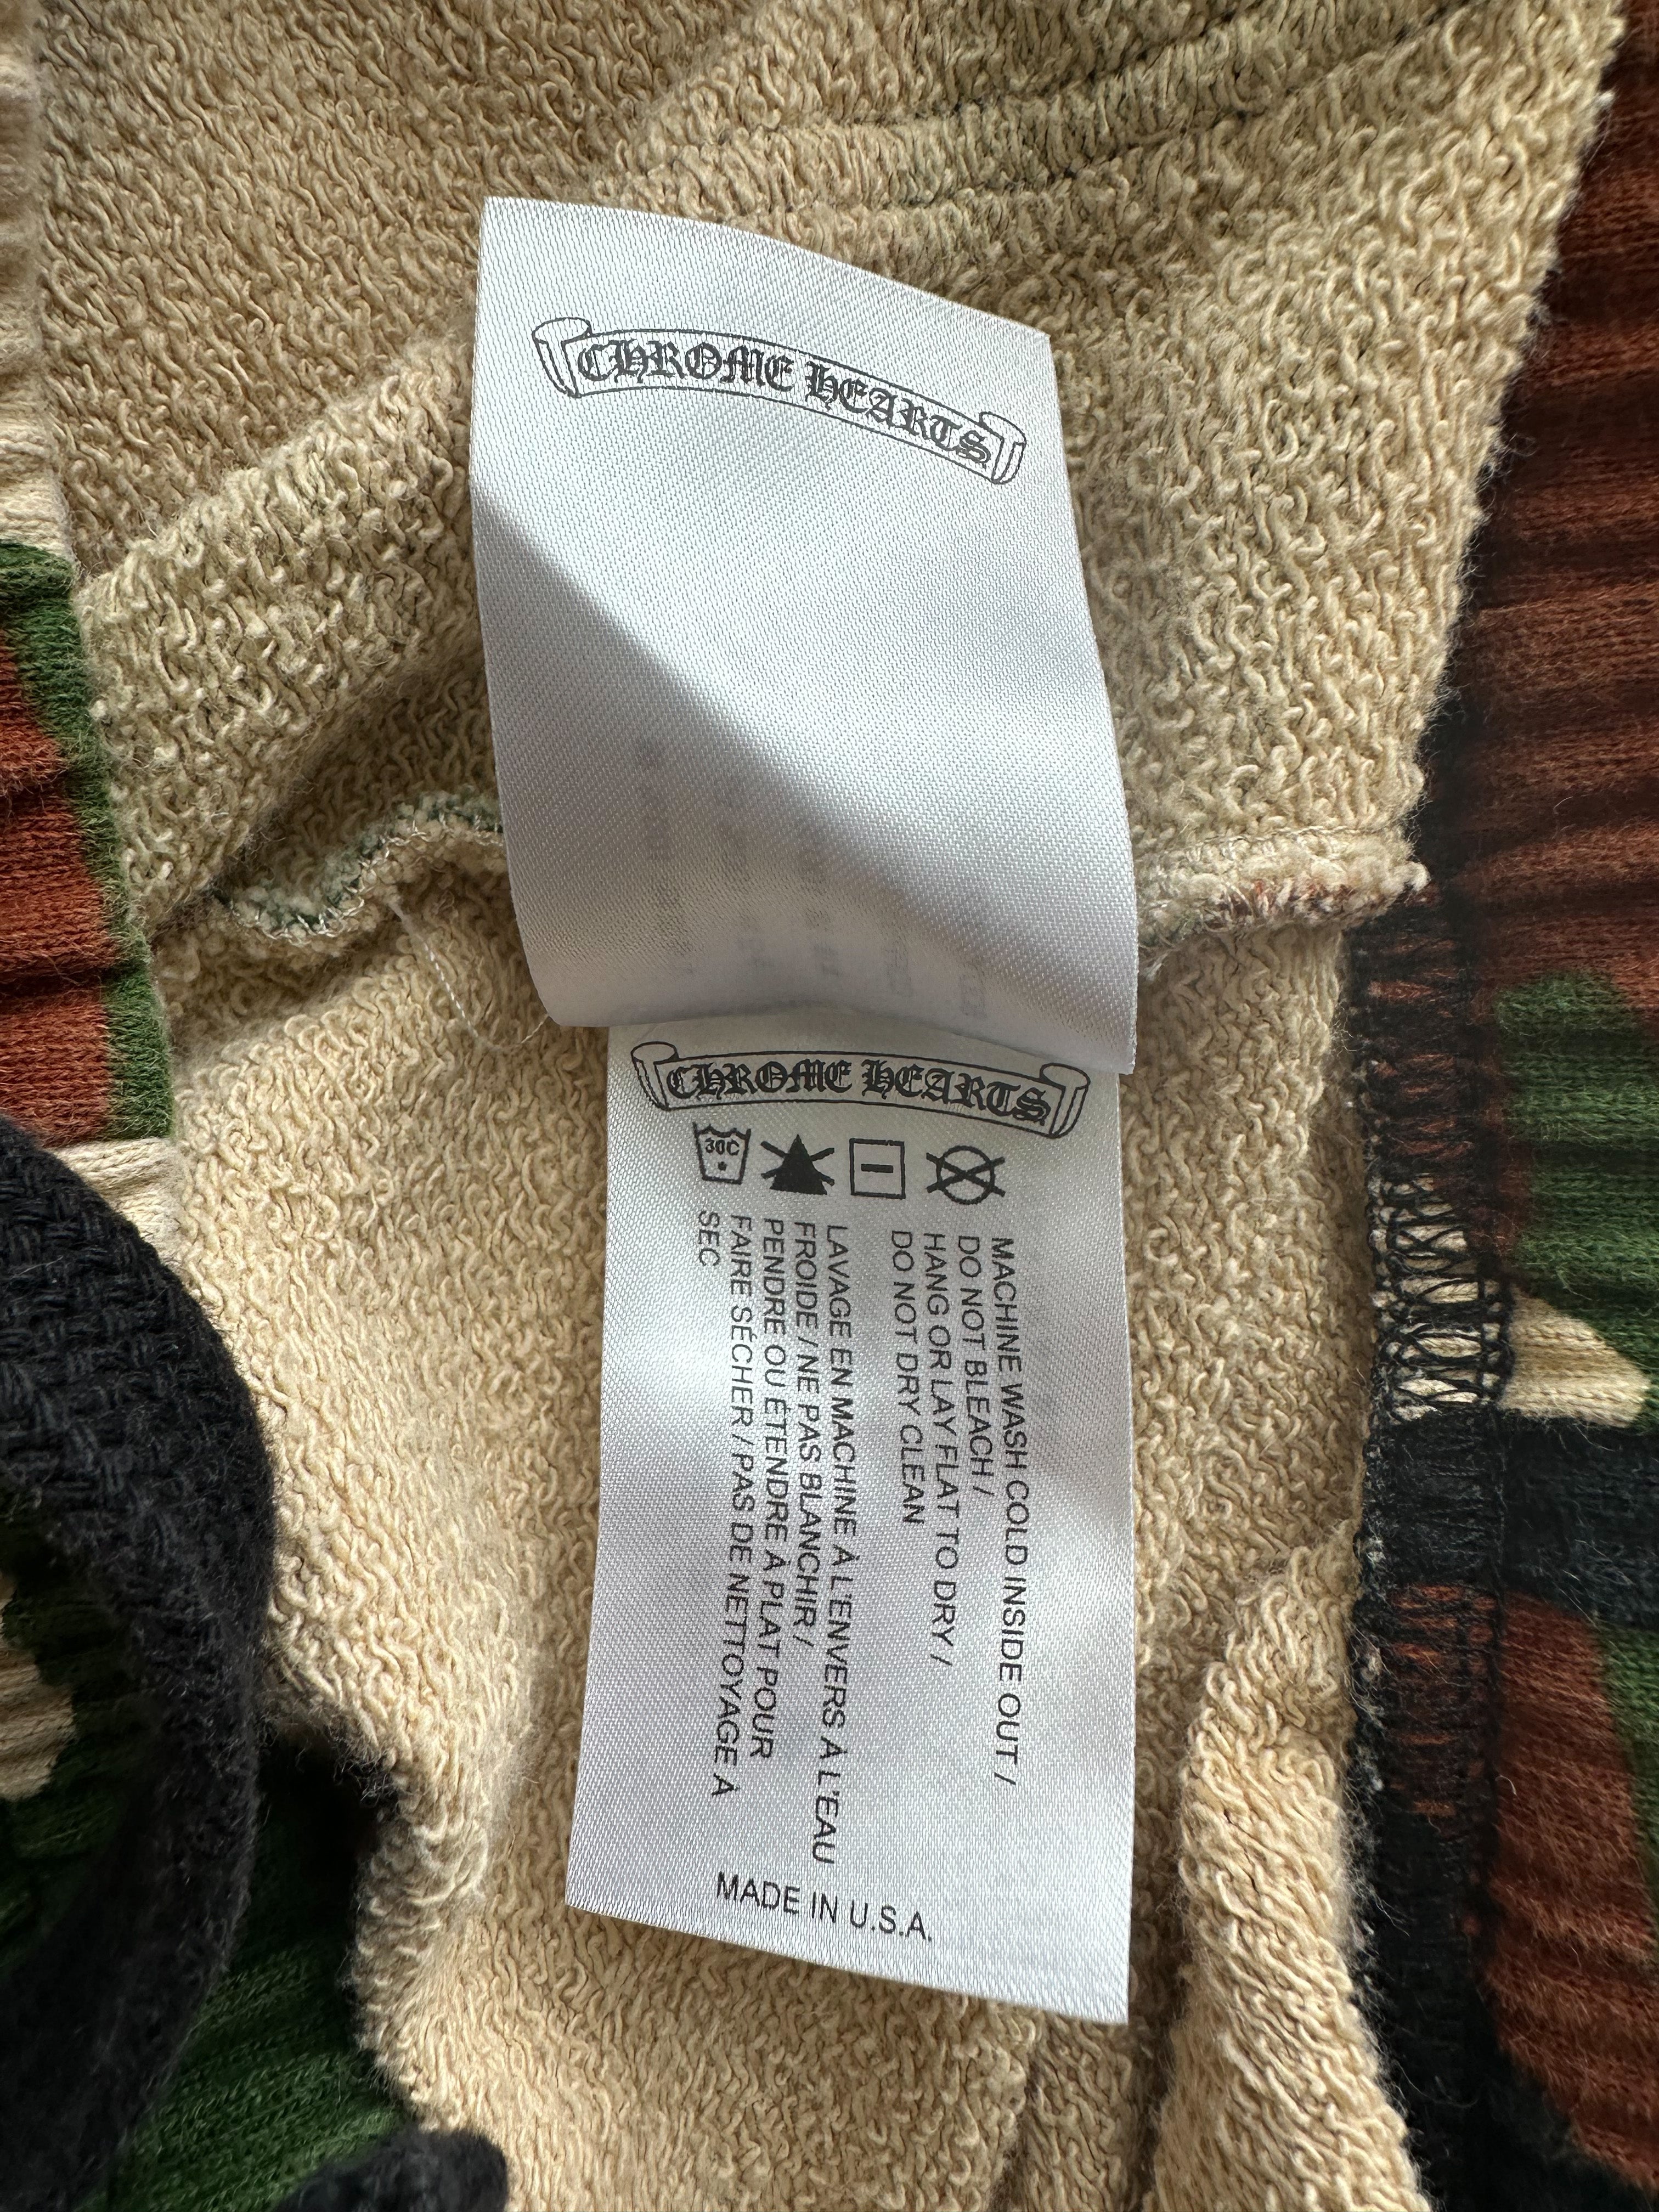 CHROME HEARTS
CHROME HEARTS
30C
MACHINE WASH COLD INSIDE OUT /
DO NOT BLEACH /
HANG OR LAY FLAT TO DRY /
DO NOT DRY CLEAN
LAVAGE EN MACHINE À L'ENVERS À L'EAU
FROIDE / NE PAS BLANCHIR /
PENDRE OU ÉTENDRE À PLAT POUR
FAIRE SÉCHER / PAS DE NETTOYAGE À
SEC
MADE IN U.S.A.